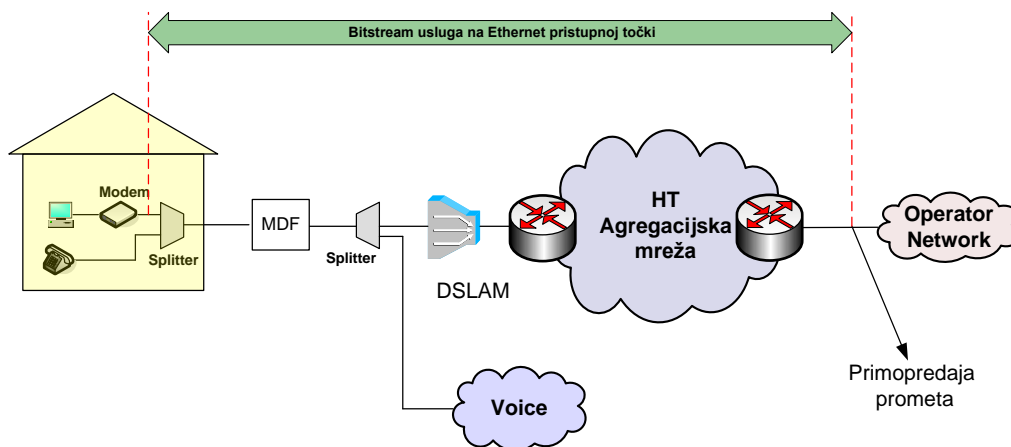 Bitstream usluga na Ethernet pristupnoj točki
Modem
Splitter
MDF
Splitter
DSLAM
HT
Agregacijska
mreža
Operator
Network
Voice
Primopredaja
prometa